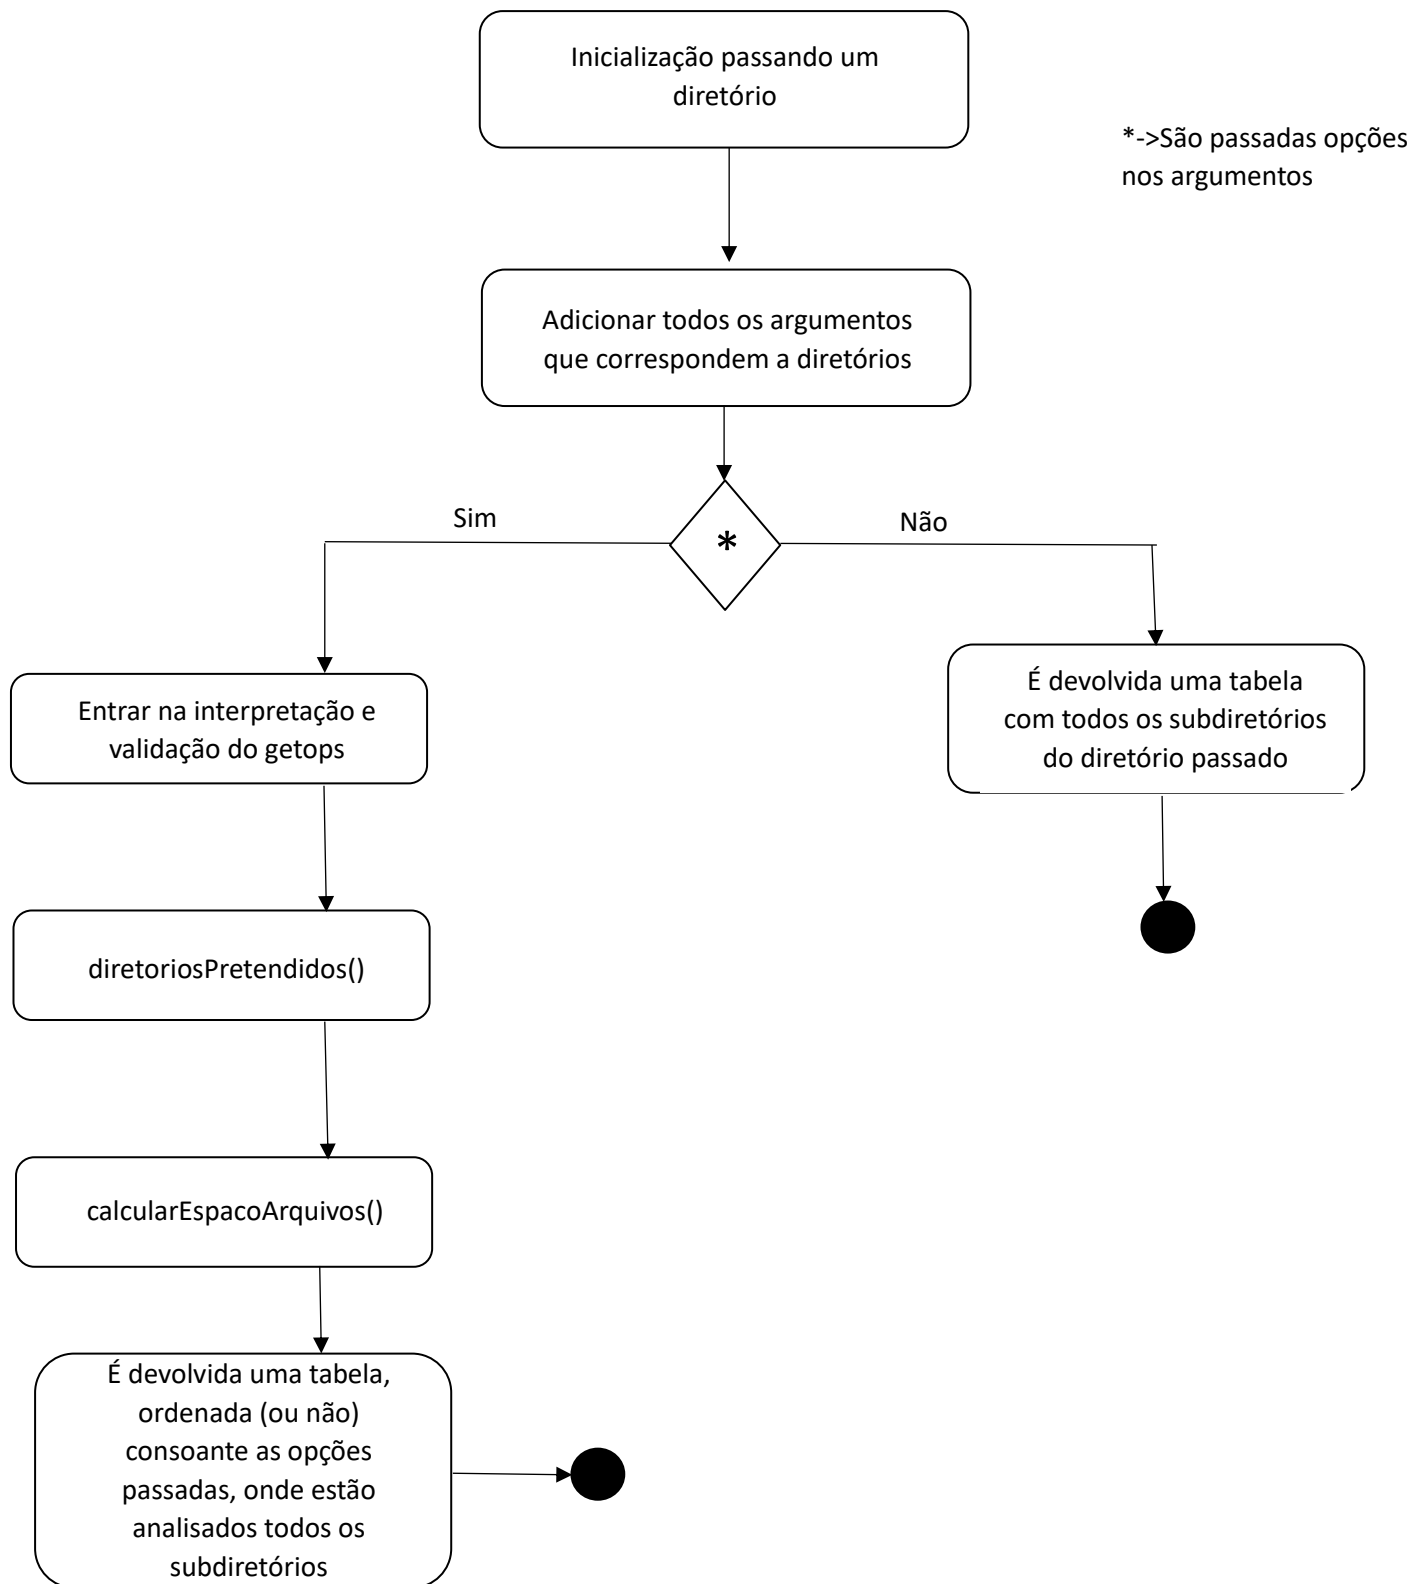 Inicialização passando um
diretório
*->São passadas opções
nos argumentos
Adicionar todos os argumentos
que correspondem a diretórios
Sim
*
Não
Entrar na interpretação e
validação do getops
É devolvida uma tabela
com todos os subdiretórios
do diretório passado
diretoriosPretendidos()
calcularEspacoArquivos()
É devolvida uma tabela,
ordenada (ou não)
consoante as opções
passadas, onde estão
analisados todos os
subdiretórios